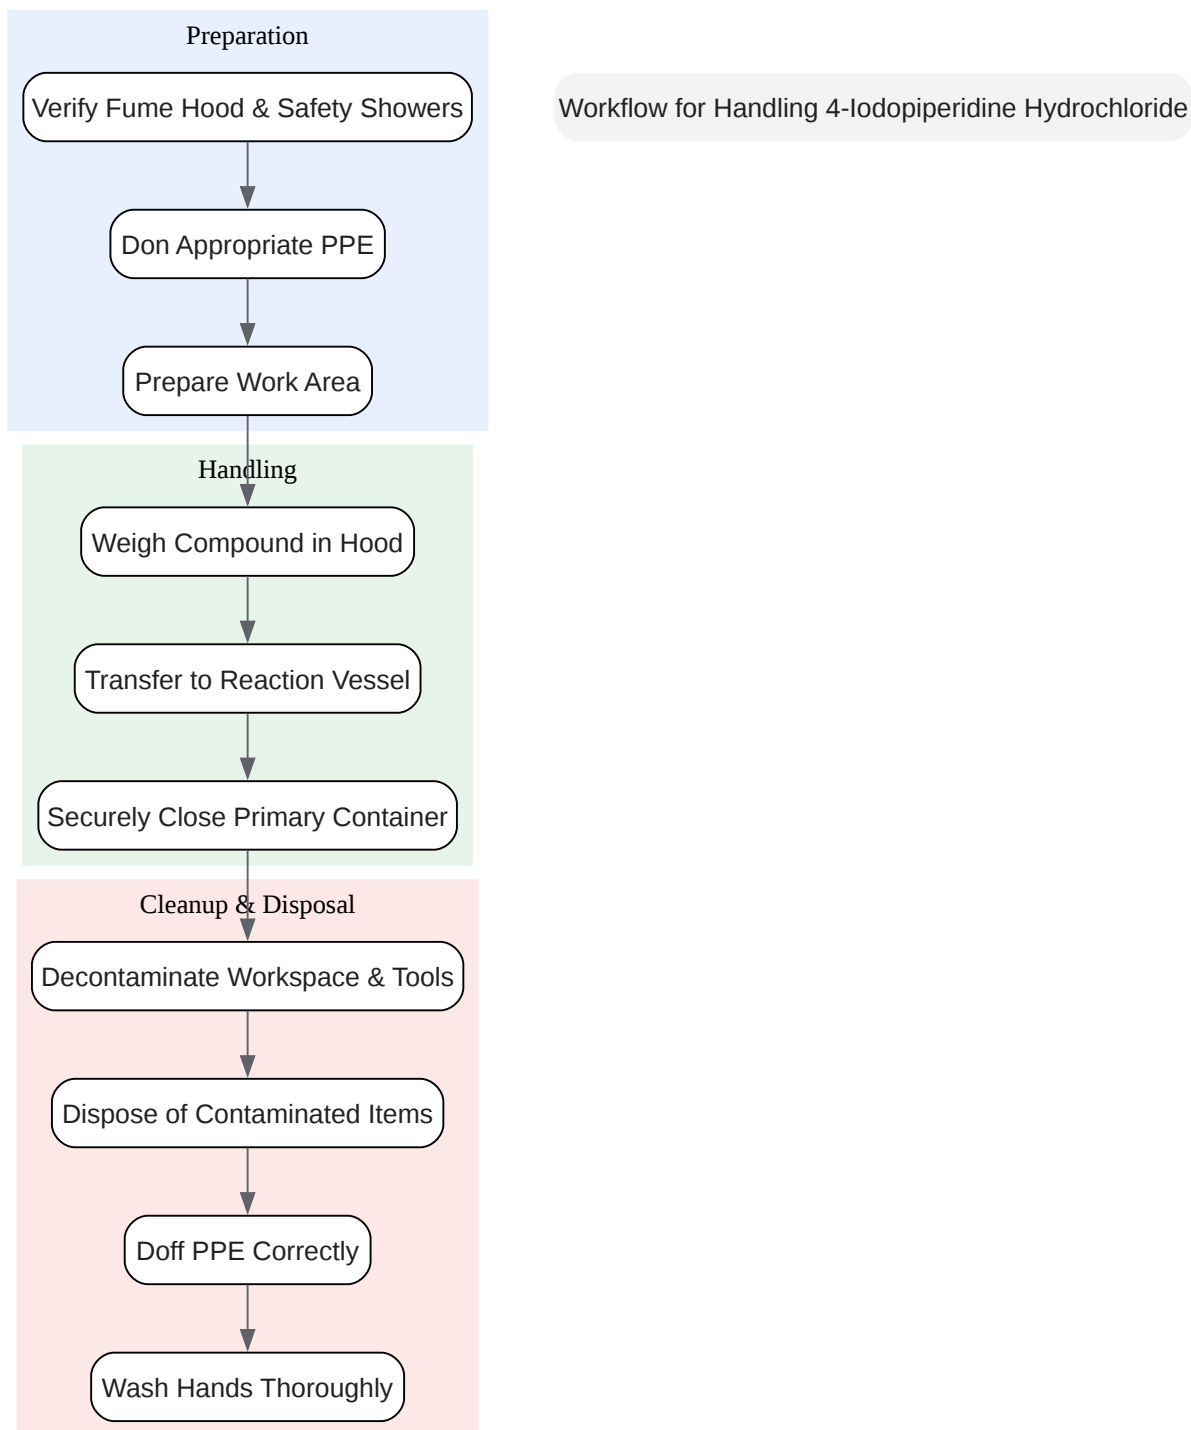 Preparation
Verify Fume Hood & Safety Showers
Workflow for Handling 4-Iodopiperidine Hydrochloride
Don Appropriate PPE
Prepare Work Area
Handling
Weigh Compound in Hood
Transfer to Reaction Vessel
Securely Close Primary Container
Cleanup & Disposal
Decontaminate Workspace & Tools
Dispose of Contaminated Items
Doff PPE Correctly
Wash Hands Thoroughly